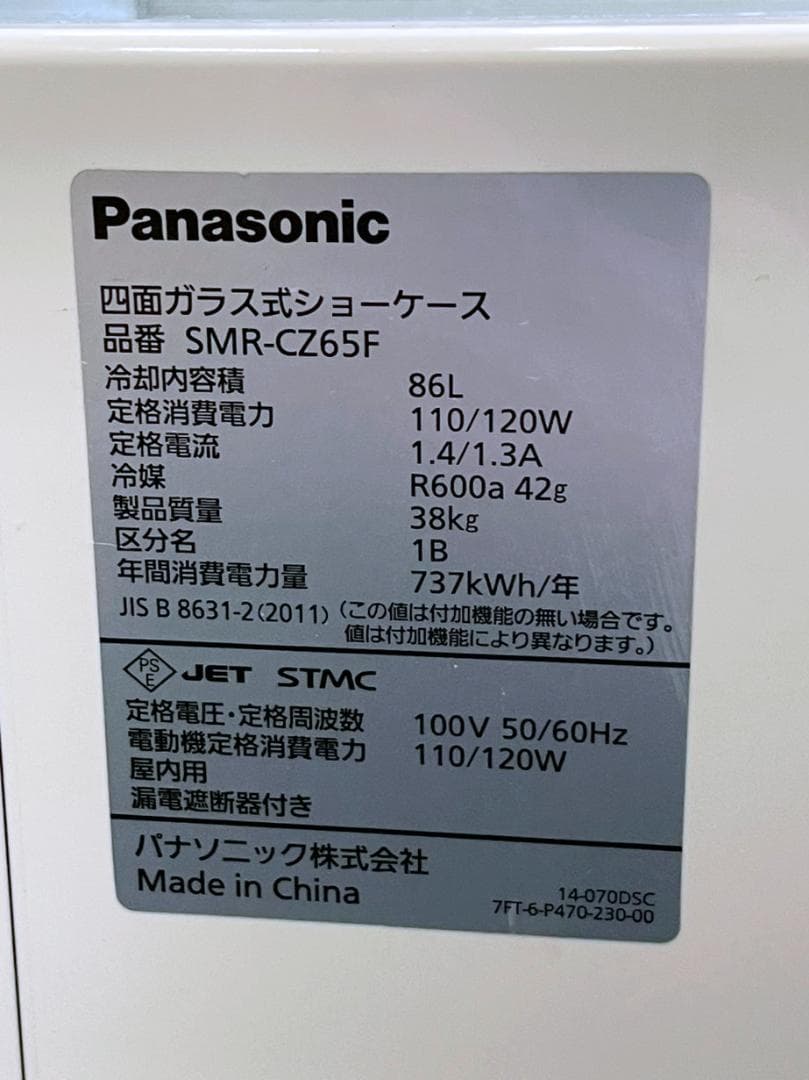 Panasonic
四面ガラス式ショーケース
品番 SMR-CZ65F
冷却内容積 86L
定格消費電力 110/120W
定格電流 1.4/1.3A
冷媒 R600a 42g
製品質量 38kg
区分名 1B
年間消費電力量 737kWh/年
JIS B 8631-2(2011)(この値は付加機能の無い場合です。
値は付加機能により異なります。)
PS
E JET STMC
定格電圧・定格周波数 100V 50/60Hz
電動機定格消費電力 110/120W
屋内用
漏電遮断器付き
パナソニック株式会社
Made in China
14-070DSC
7FT-6-P470-230-00